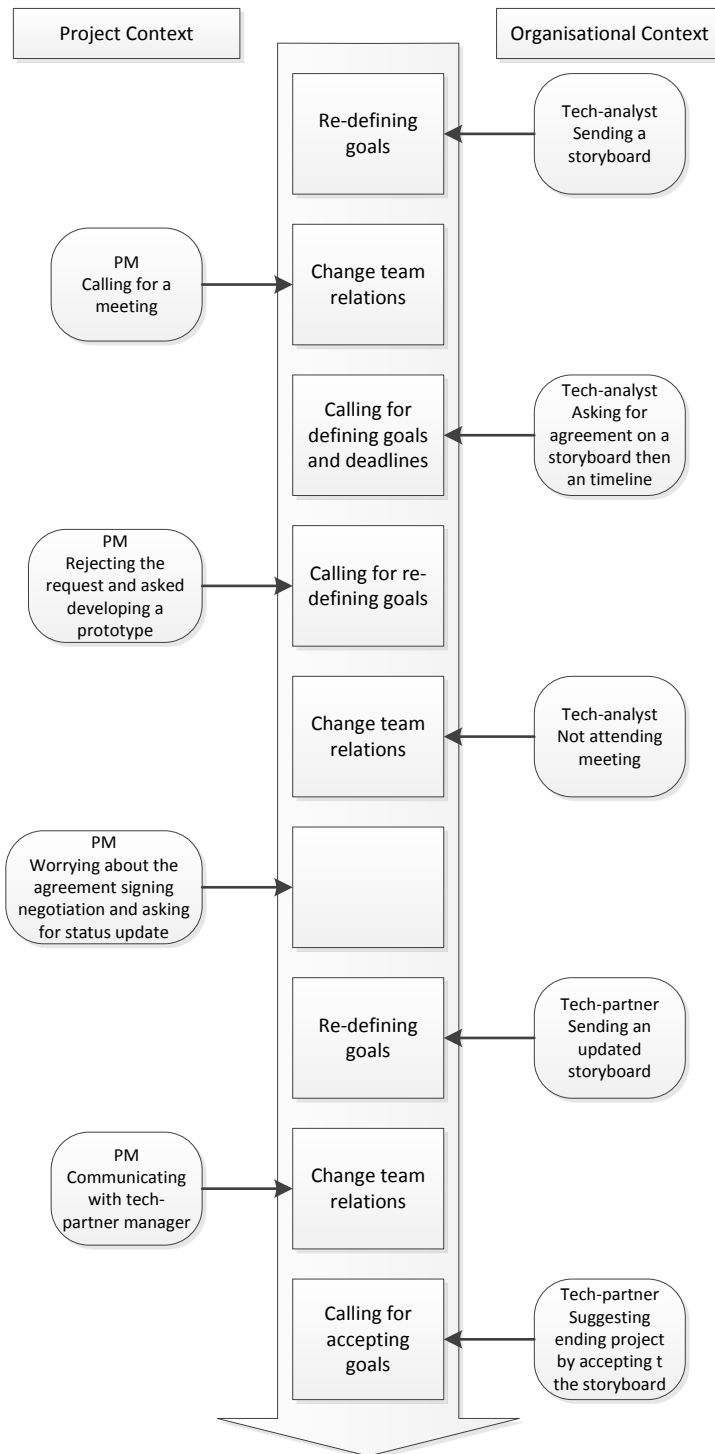 Project Context
Organisational Context
Re-defining
goals
Tech-analyst
Sending a
storyboard
PM
Calling for a
meeting
Change team
relations
Calling for
defining goals
and deadlines
Tech-analyst
Asking for
agreement on a
storyboard then
an timeline
PM
Rejecting the
request and asked
developing a
prototype
Calling for re-
defining goals
Change team
relations
Tech-analyst
Not attending
meeting
PM
Worrying about the
agreement signing
negotiation and asking
for status update
Re-defining
goals
Tech-partner
Sending an
updated
storyboard
PM
Communicating
with tech-
partner manager
Change team
relations
Calling for
accepting
goals
Tech-partner
Suggesting
ending project
by accepting t
the storyboard